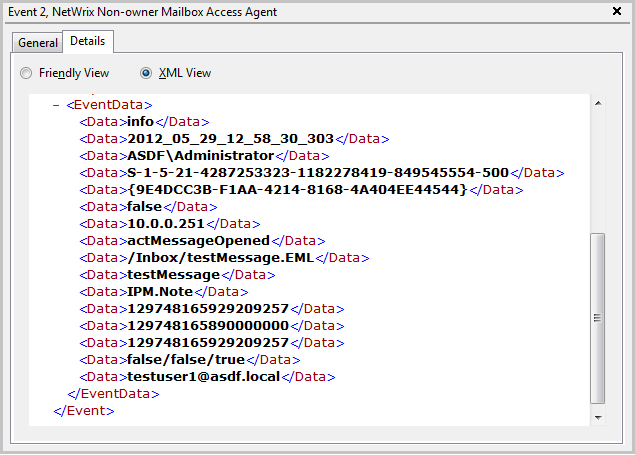 Event 2, NetWrix Non-owner Mailbox Access Agent
General Details
Friendly View XML View
- <EventData>
<Data>info</Data>
<Data>2012_05_29_12_58_30_303</Data>
<Data>ASDF\Administrator</Data>
<Data>S-1-5-21-4287253323-1182278419-849545554-500</Data>
<Data>{9E4DCC3B-F1AA-4214-8168-4A404EE44544}</Data>
<Data>false</Data>
<Data>10.0.0.251</Data>
<Data>actMessageOpened</Data>
<Data>/Inbox/testMessage.EML</Data>
<Data>testMessage</Data>
<Data>IPM.Note</Data>
<Data>129748165929209257</Data>
<Data>129748165890000000</Data>
<Data>129748165929209257</Data>
<Data>false/false/true</Data>
<Data>testuser1@asdf.local</Data>
</EventData>
</Event>